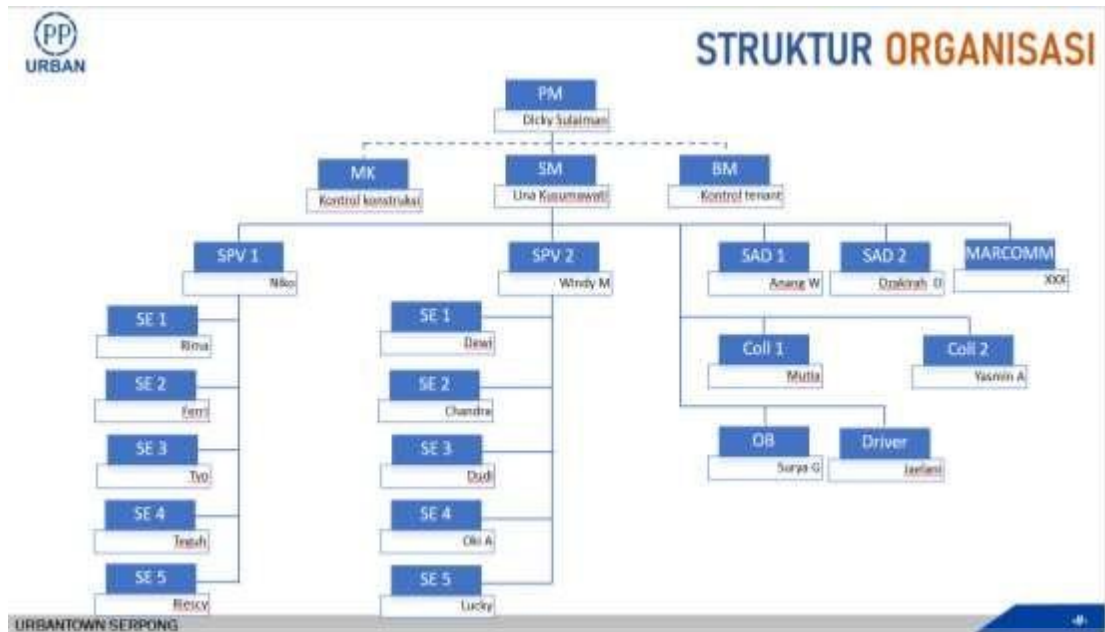 PP
URBAN
STRUKTUR ORGANISASI
PM
Dicky Sulaiman
MK
Kontrol konstruksi
SM
Kusumawati
BM
Kontrol tenant
SPV 1
Niko
SPV 2
Windy M
SAD 1
Anang W
SAD 2
Dzakirah D
MARCOMM
XXX
SE 1
Rima
SE 1
Dewi
Coll 1
Mutia
Coll 2
Yasmin A
SE 2
Ferri
SE 2
Chandra
OB
Surya G
Driver
Jaelani
SE 3
Tyo
SE 3
Dudi
SE 4
Teguh
SE 4
Oki A
SE 5
Riescy
SE 5
Lucky
URBANTOWN SERPONG